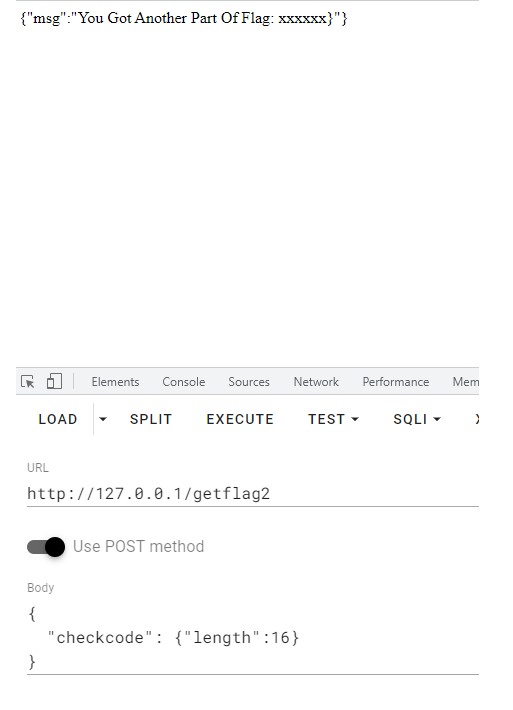 {"msg":"You Got Another Part Of Flag: xxxxxx}"}
Elements Console Sources Network Performance Mem
LOAD SPLIT EXECUTE TEST SQLI
URL
http://127.0.0.1/getflag2
Use POST method
Body
{
"checkcode": {"length":16}
}